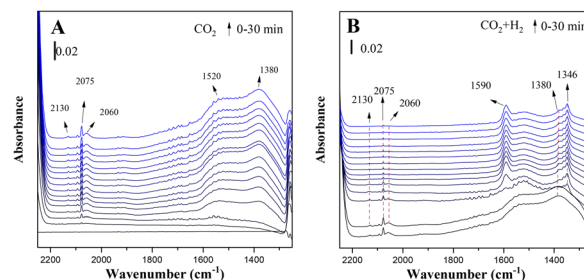 A
CO₂ ↑ 0-30 min
0.02
2075
2130
2060
1520
1380
Absorbance
2200 2000 1800 1600 1400
Wavenumber (cm⁻¹)
B
CO₂+H₂ ↑ 0-30 min
0.02
2075
2130
2060
1590
1380
1346
Absorbance
2200 2000 1800 1600 1400
Wavenumber (cm⁻¹)